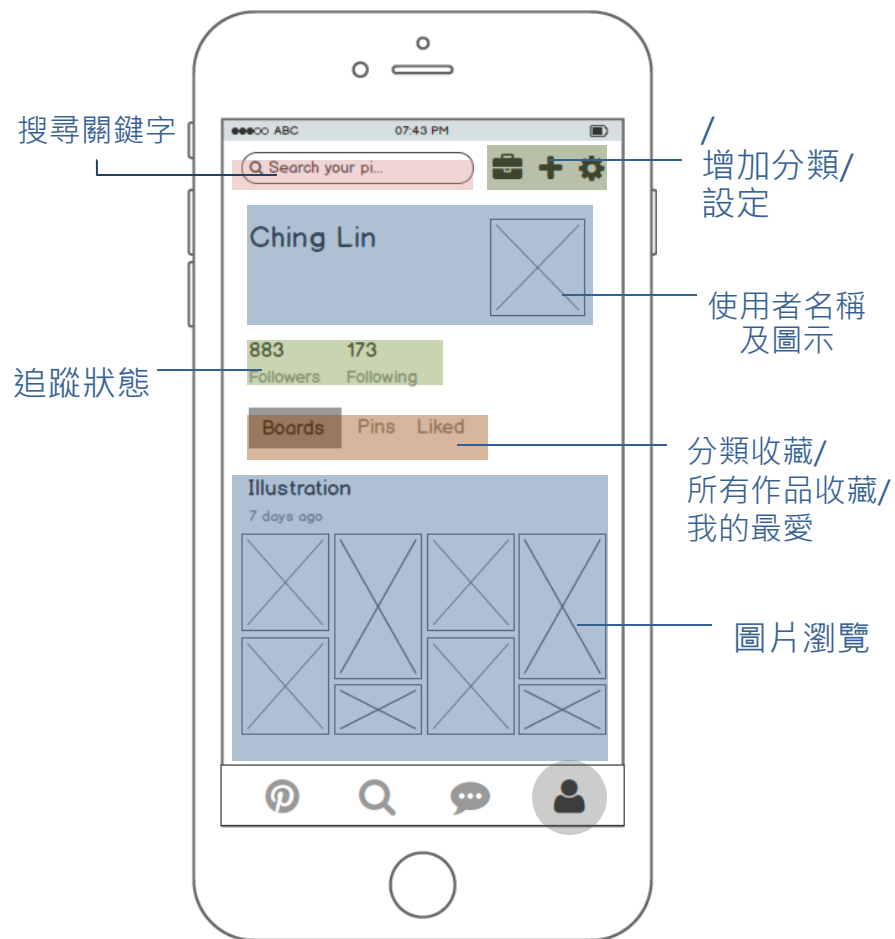 ABC
07:43 PM
搜尋關鍵字
Search your pi...
/
增加分類/
設定
Ching Lin
使用者名稱
及圖示
883
173
Followers
Following
追蹤狀態
Boards
Pins
Liked
分類收藏/
所有作品收藏/
我的最愛
Illustration
7 days ago
圖片瀏覽